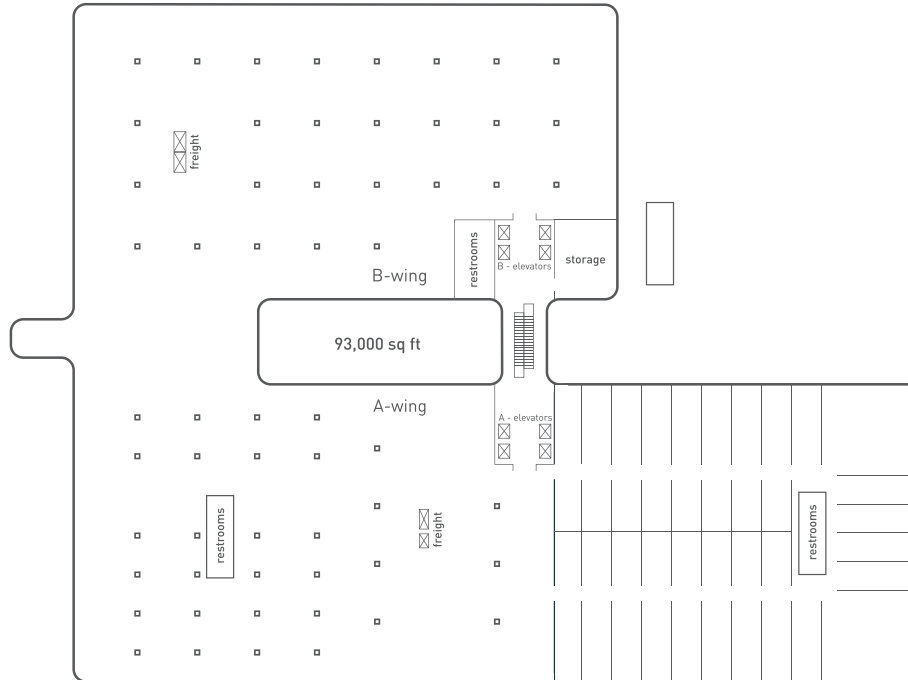 freight
restrooms
B - elevators
storage
B-wing
93,000 sq ft
A-wing
A - elevators
restrooms
freight
restrooms